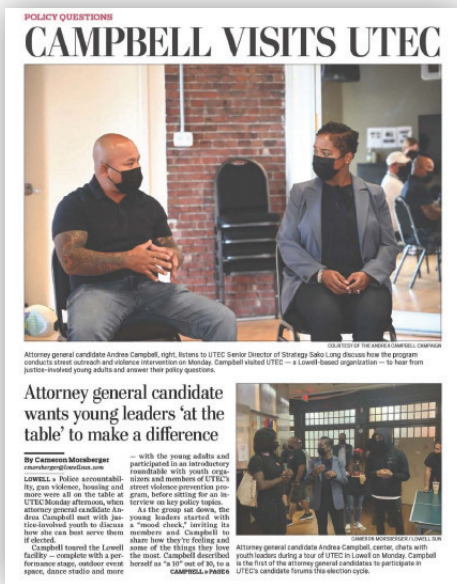 POLICY QUESTIONS
CAMPBELL VISITS UTEC
COURTESY OF THE ANDREA CAMPBELL CAMPAIGN
Attorney general candidate Andrea Campbell, right, listens to UTEC Senior Director of Strategy Sako Long discuss how the program
conducts street outreach and violence intervention on Monday. Campbell visited UTEC — a Lowell-based organization — to hear from
justice-involved young adults and answer their policy questions.
Attorney general candidate
wants young leaders ‘at the
table’ to make a difference
By Cameron Morsberger
cmorsberger@lowellsun.com
LOWELL » Police accountabil-
ity, gun violence, housing and
more were all on the table at
UTEC Monday afternoon, when
attorney general candidate An-
drea Campbell met with jus-
tice-involved youth to discuss
how she can best serve them
if elected.
Campbell toured the Lowell
facility — complete with a per-
formance space, outdoor event
space, dance studio and more
— with the young adults and
participated in an introductory
roundtable with youth orga-
nizers and members of UTEC's
street violence prevention pro-
gram, before sitting for an in-
terview on key policy topics.
As the group sat down, the
young leaders started with
a “mood check,” inviting its
members and Campbell to
share how they're feeling and
some of the things they love
the most. Campbell described
herself as “a 10” out of 10, to a
CAMPBELL » PAGE 6
CAMERON MORSBERGER / LOWELL SUN
Attorney general candidate Andrea Campbell, center, chats with
youth leaders during a tour of UTEC in Lowell on Monday. Campbell
is the first of the attorney general candidates to participate in
UTEC's candidate forums this election cycle.